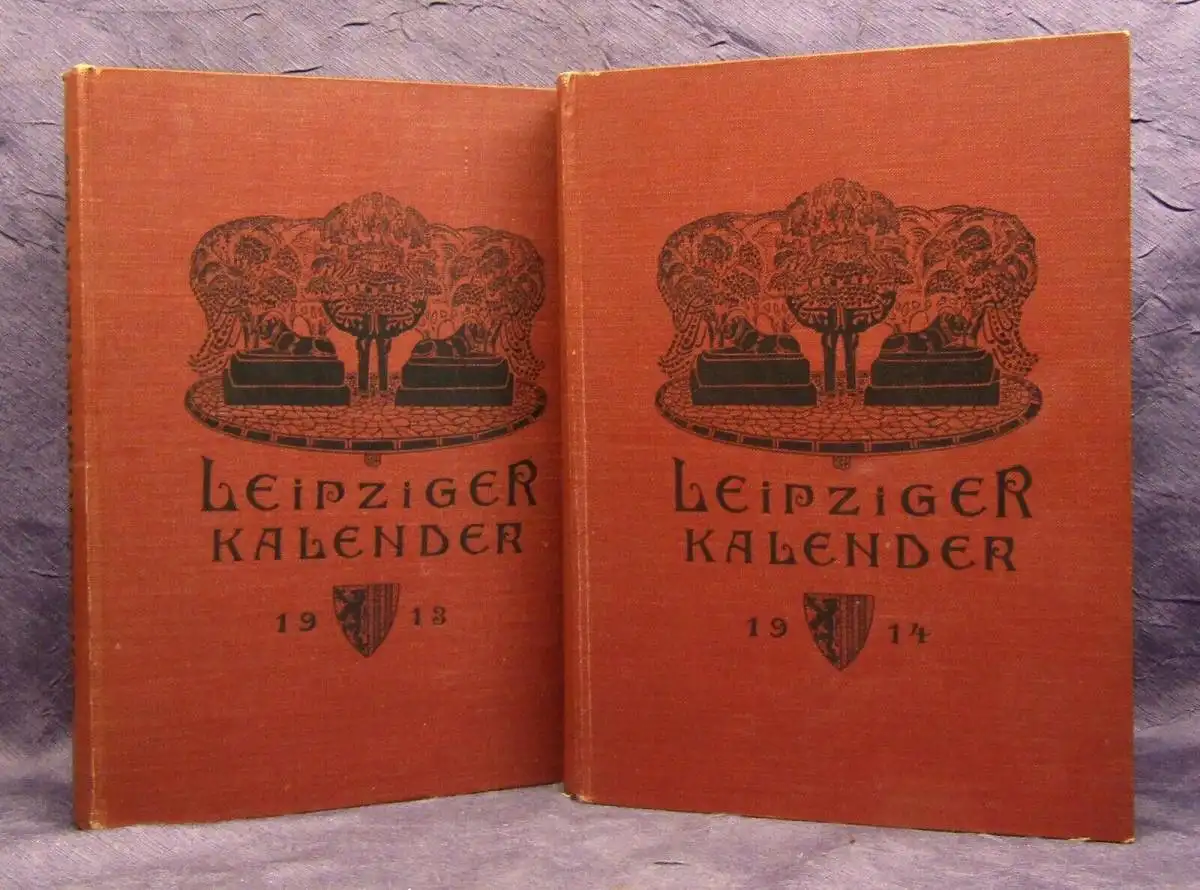 LEipziGER
KALENDER
19 13
LEipziGER
KALENDER
19 14